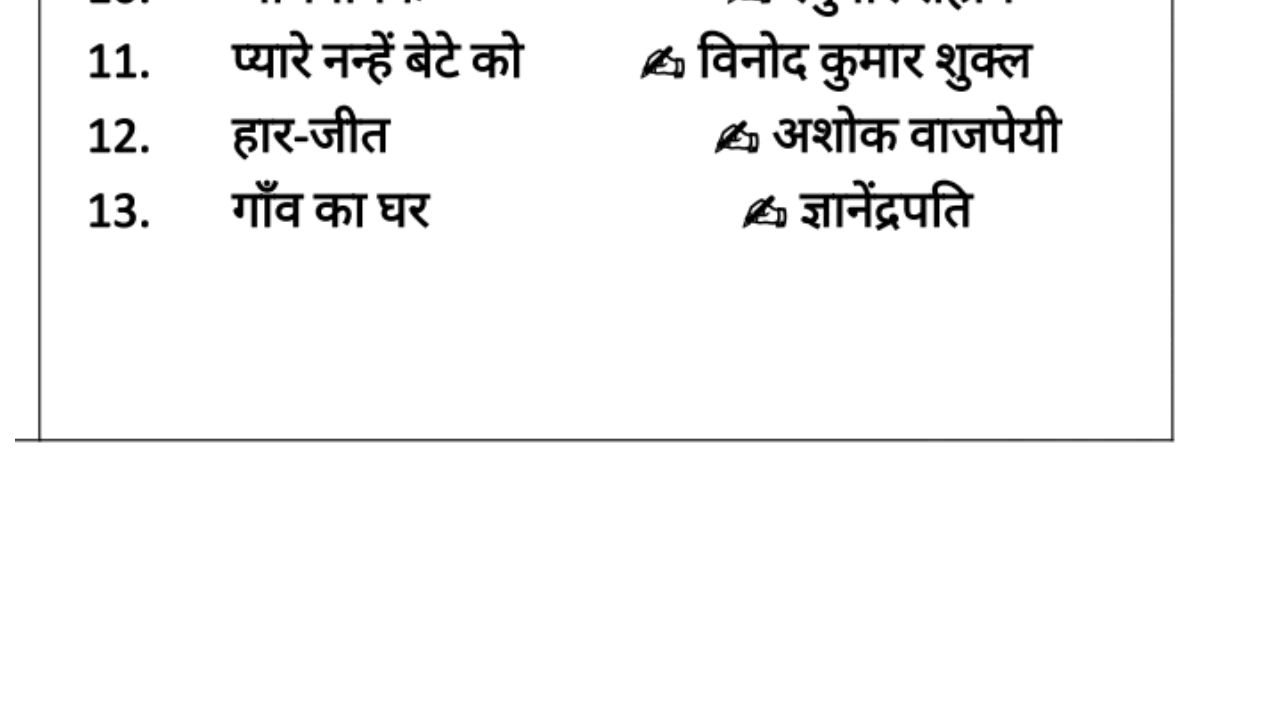 11. प्यारे नन्हें बेटे को ✍ विनोद कुमार शुक्ल
12. हार-जीत ✍ अशोक वाजपेयी
13. गाँव का घर ✍ ज्ञानेंद्रपति